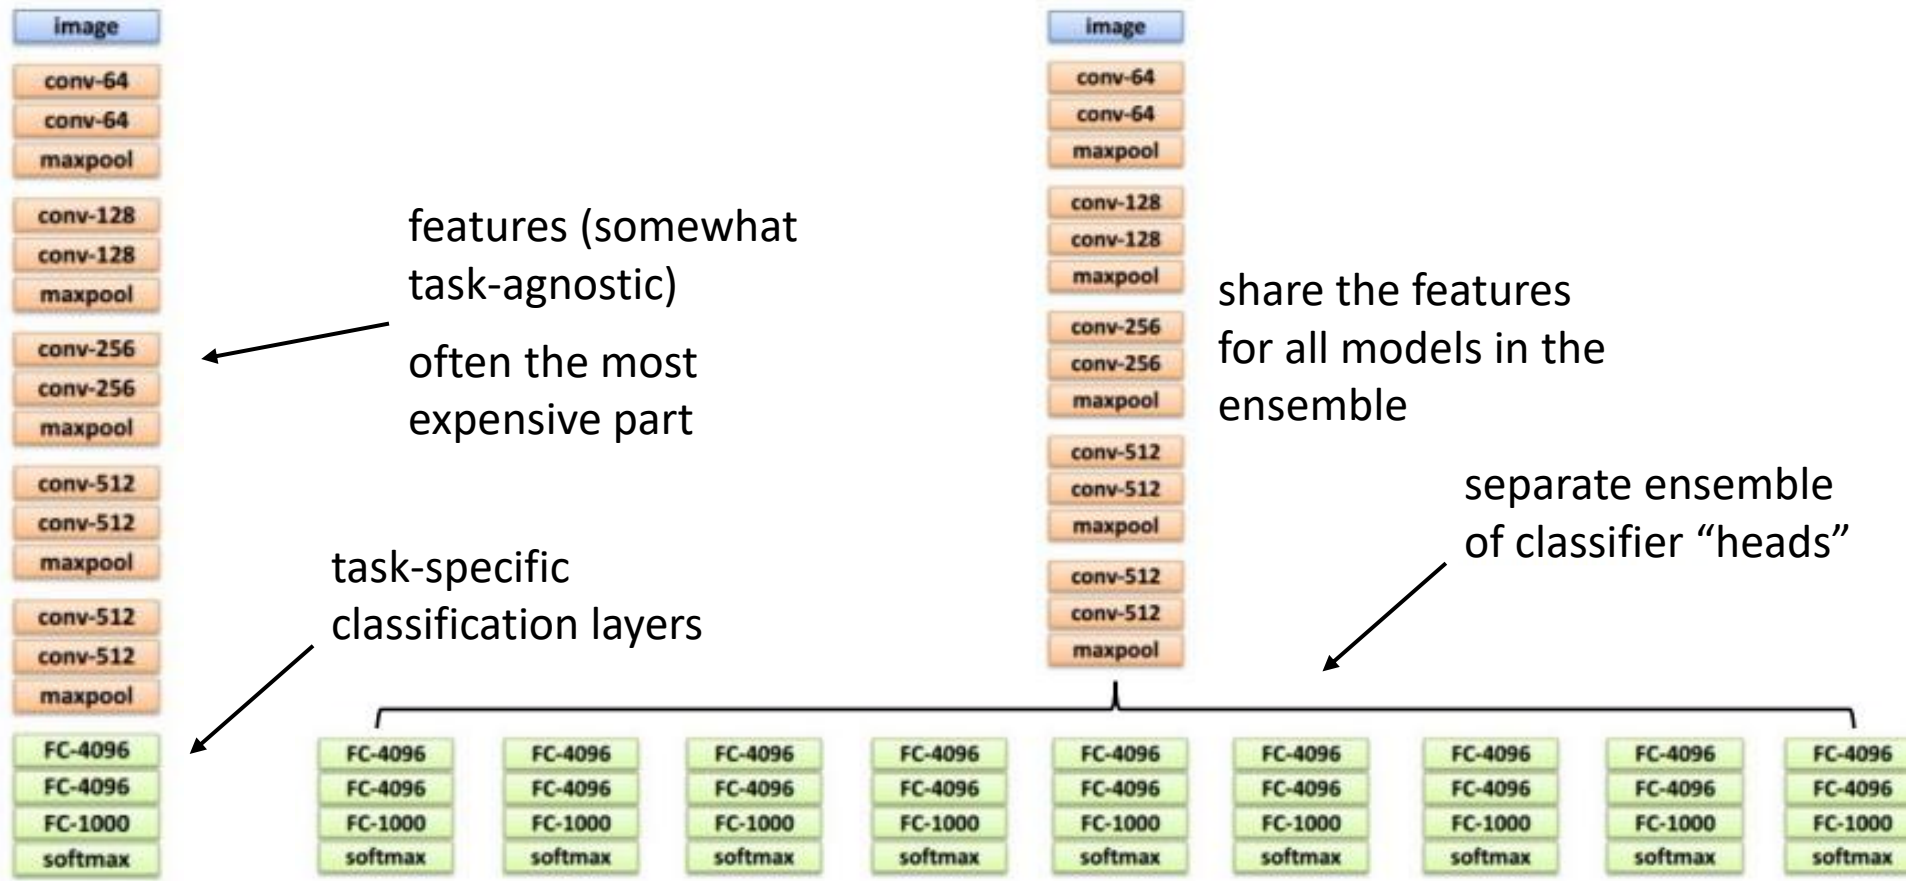 image
conv-64
conv-64
maxpool
conv-128
conv-128
maxpool
conv-256
conv-256
maxpool
conv-512
conv-512
maxpool
conv-512
conv-512
maxpool
FC-4096
FC-4096
FC-1000
softmax
features (somewhat
task-agnostic)
often the most
expensive part
task-specific
classification layers
image
conv-64
conv-64
maxpool
conv-128
conv-128
maxpool
conv-256
conv-256
maxpool
conv-512
conv-512
maxpool
conv-512
conv-512
maxpool
share the features
for all models in the
ensemble
separate ensemble
of classifier “heads”
FC-4096 FC-4096 FC-4096 FC-4096 FC-4096 FC-4096 FC-4096 FC-4096 FC-4096
FC-4096 FC-4096 FC-4096 FC-4096 FC-4096 FC-4096 FC-4096 FC-4096 FC-4096
FC-1000 FC-1000 FC-1000 FC-1000 FC-1000 FC-1000 FC-1000 FC-1000 FC-1000
softmax softmax softmax softmax softmax softmax softmax softmax softmax